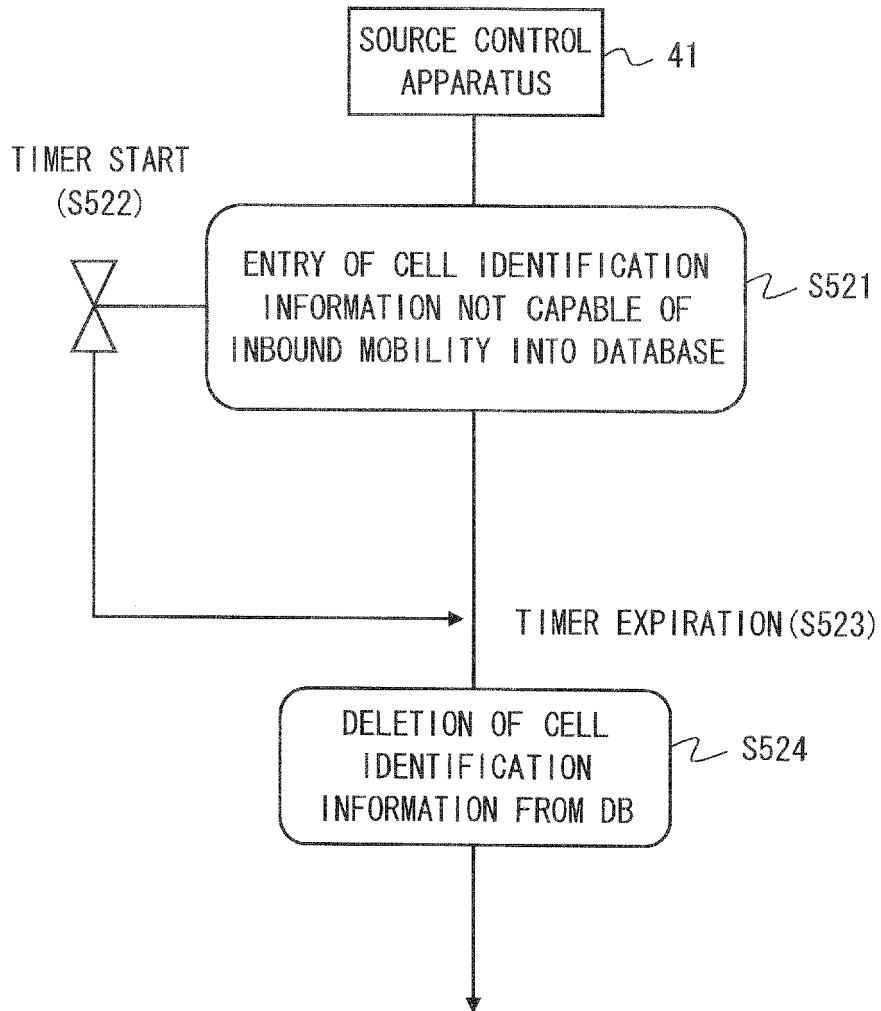 SOURCE CONTROL
APPARATUS
41
TIMER START
(S522)
ENTRY OF CELL IDENTIFICATION
INFORMATION NOT CAPABLE OF
INBOUND MOBILITY INTO DATABASE
S521
TIMER EXPIRATION(S523)
DELETION OF CELL
IDENTIFICATION
INFORMATION FROM DB
S524